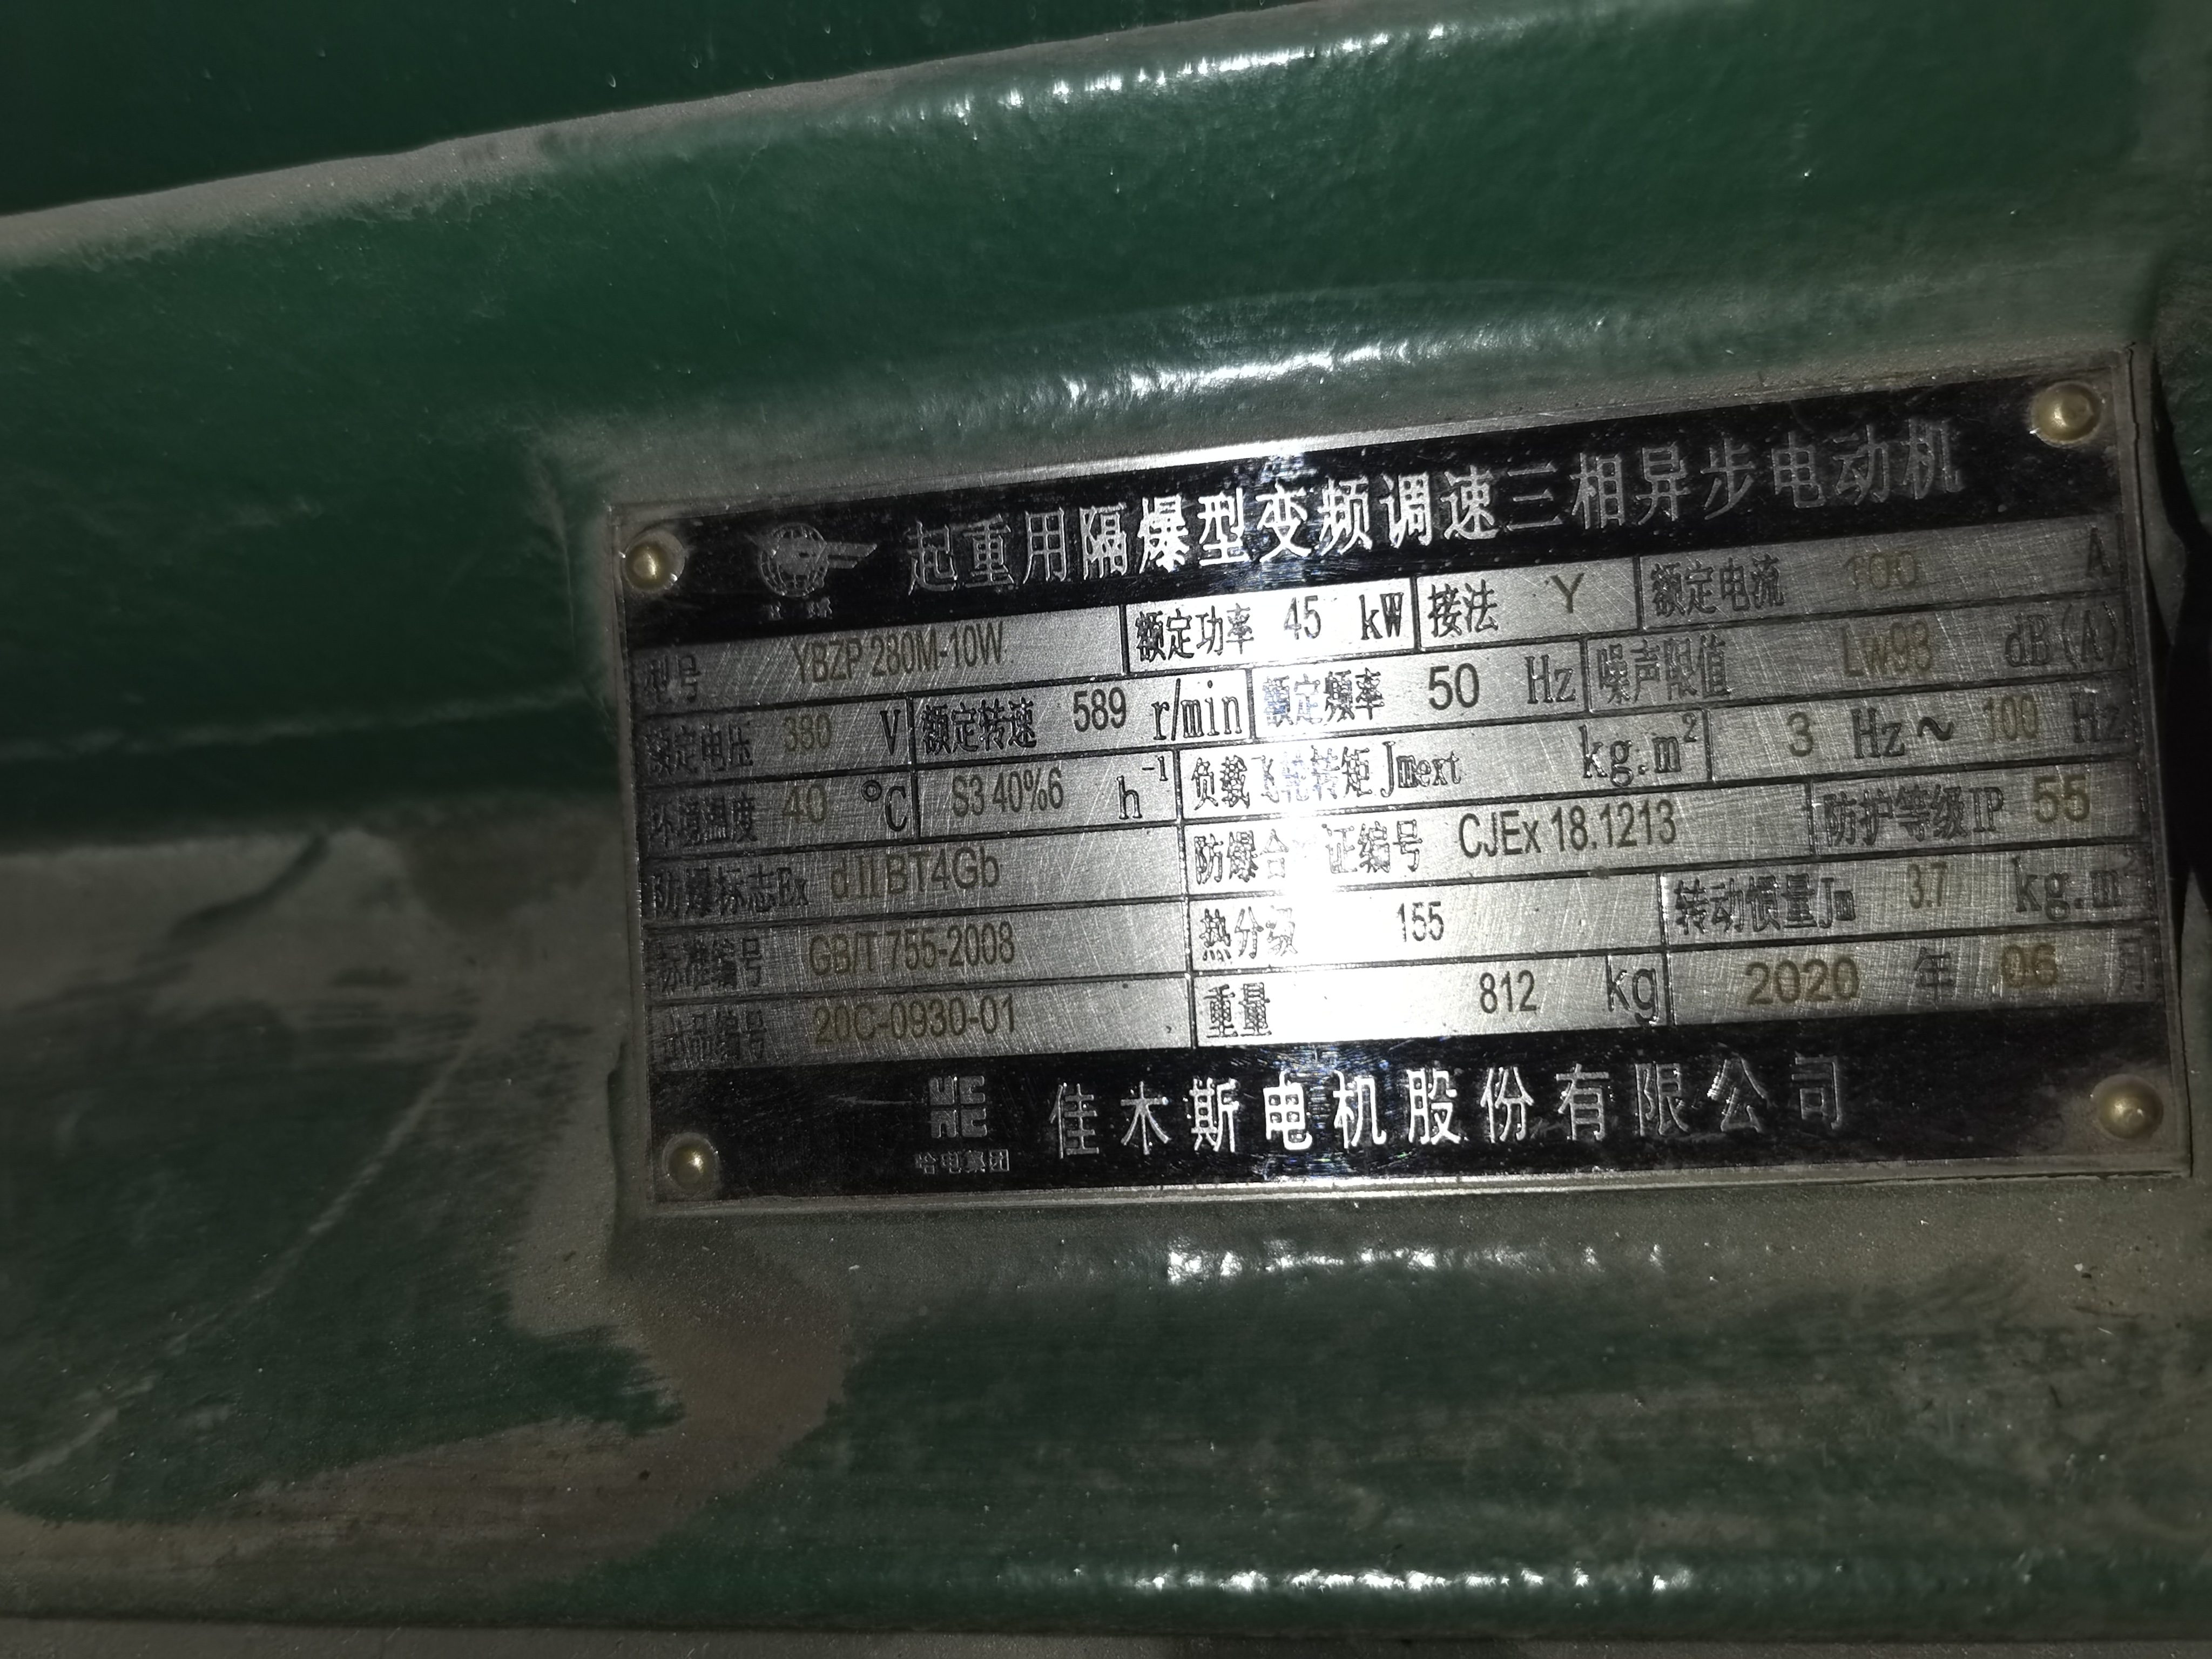 起重用隔爆型变频调速三相异步电动机
型号 YBZP 280M-10W 额定功率 45 kW 接法 Y 额定电流 100 A
额定电压 380 V 额定转速 589 r/min 额定频率 50 Hz 噪声限值 Lw93 dB(A)
环境温度 40 °C S3 40%6 h⁻¹ 负载飞轮转矩Jmext kg.m² 3 Hz~ 100 Hz
防爆标志Ex d II BT4Gb 防爆合 证编号 CJEx 18.1213 防护等级IP 55
标准编号 GB/T 755-2008 热分级 155 转动惯量Jm 3.7 kg.m²
产品编号 20C-0930-01 重量 812 kg 2020 年 06 月
哈电集团 佳木斯电机股份有限公司